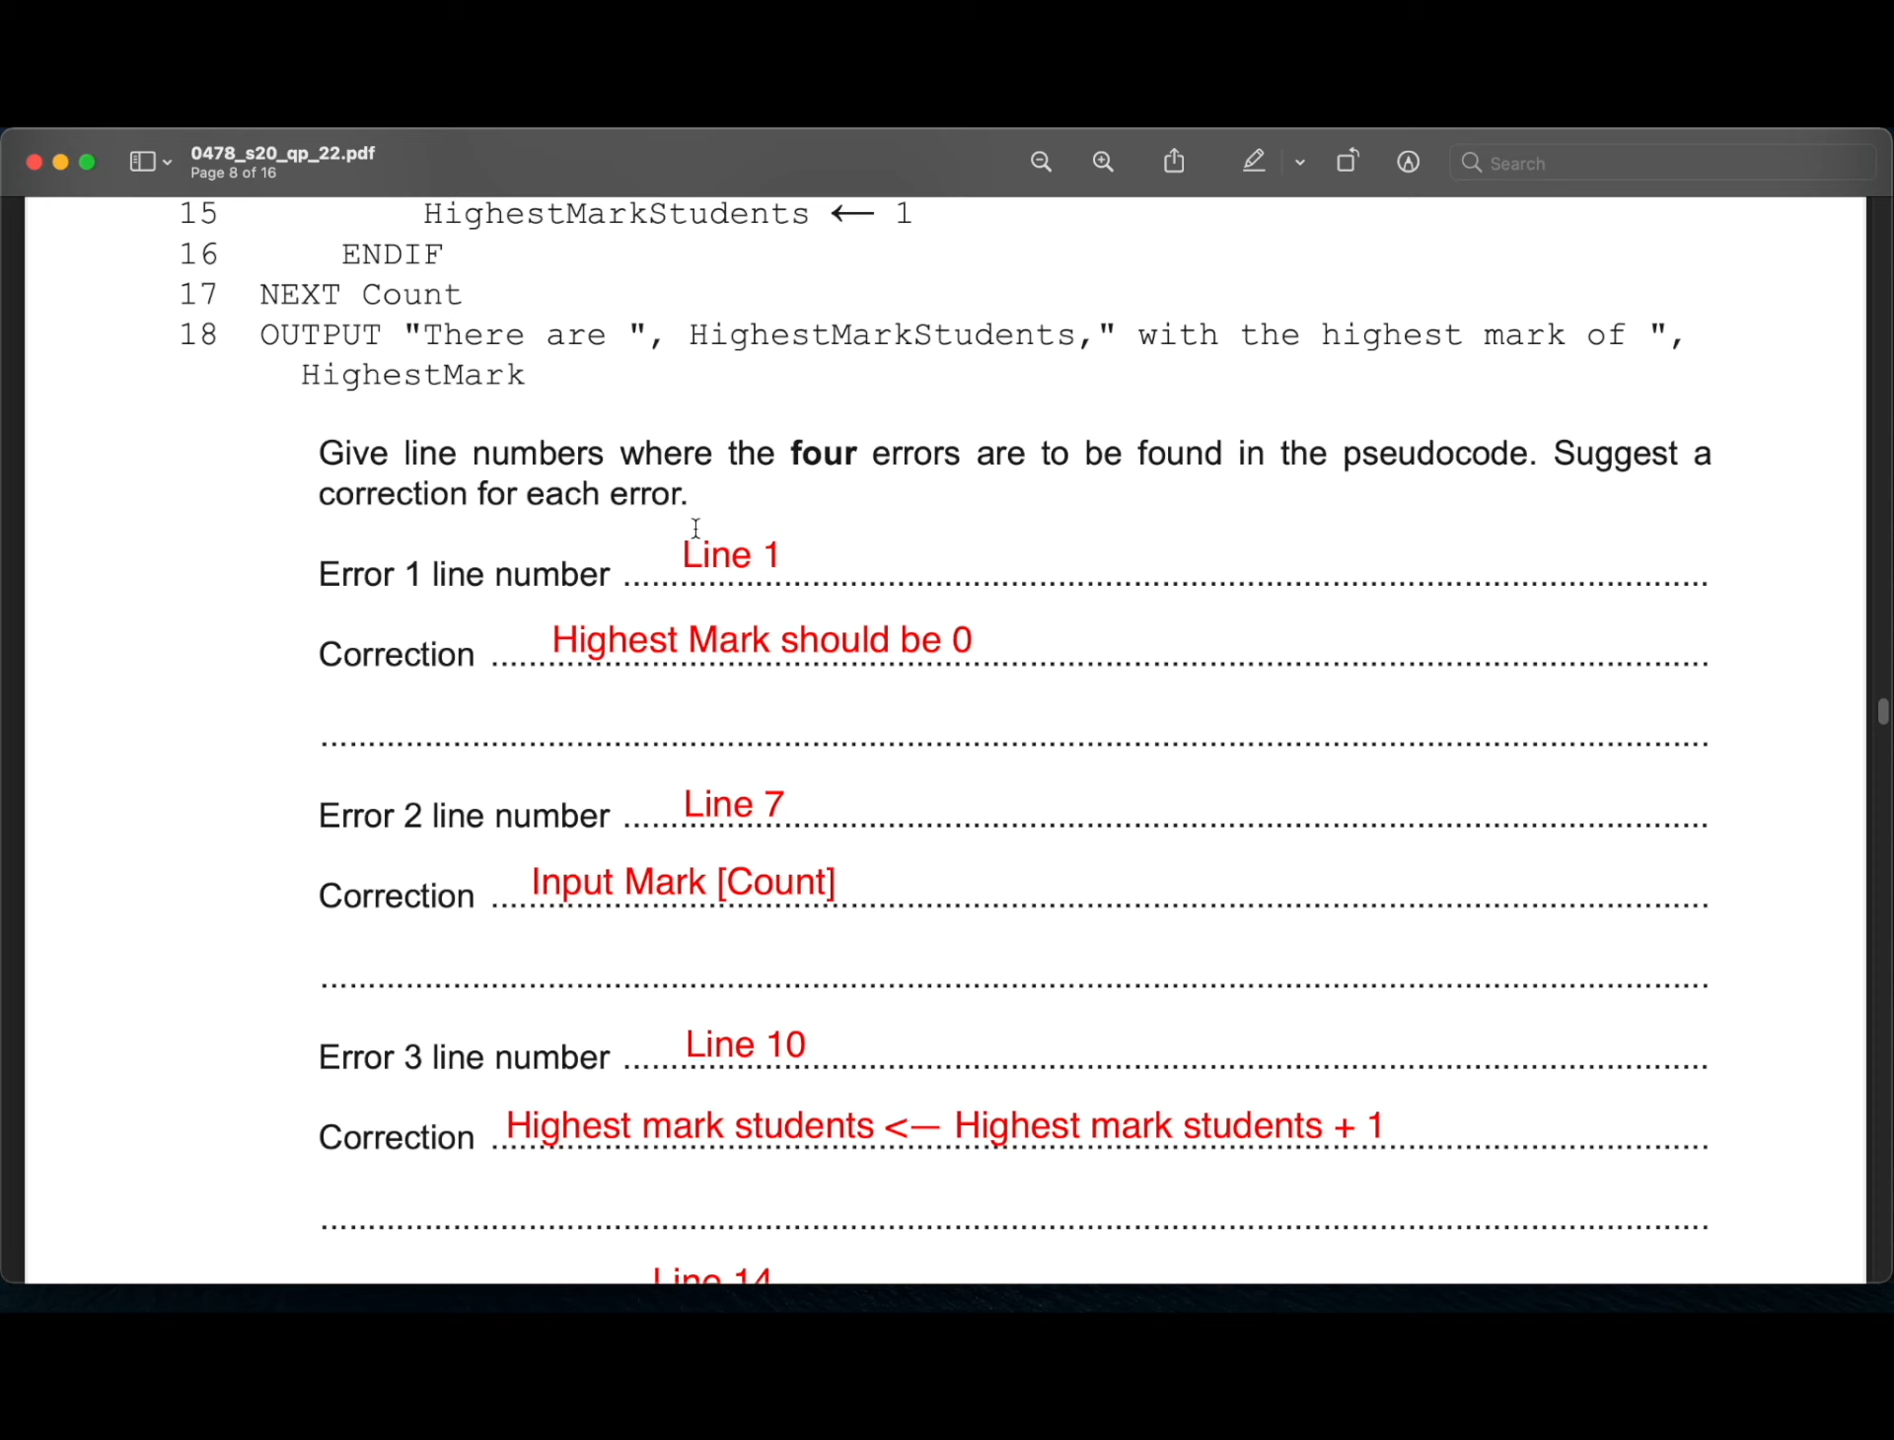 0478_s20_qp_22.pdf
Page 8 of 16
Search
15 HighestMarkStudents ← 1
16 ENDIF
17 NEXT Count
18 OUTPUT "There are ", HighestMarkStudents," with the highest mark of ",
HighestMark
Give line numbers where the four errors are to be found in the pseudocode. Suggest a
correction for each error.
Line 1
Error 1 line number
Highest Mark should be 0
Correction
Line 7
Error 2 line number
Input Mark [Count]
Correction
Line 10
Error 3 line number
Highest mark students <— Highest mark students + 1
Correction
Line 14